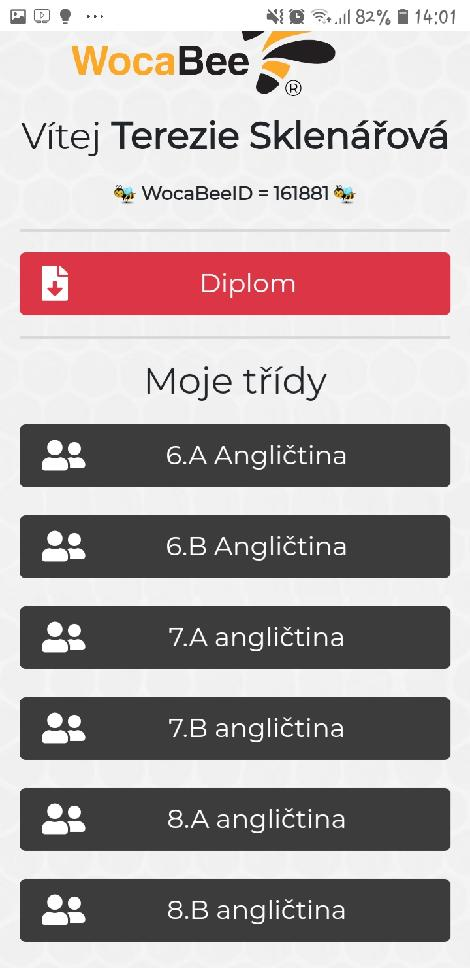 82% 14:01
WocaBee
®
Vítej Terezie Sklenářová
WocaBeeID = 161881
Diplom
Moje třídy
6.A Angličtina
6.B Angličtina
7.A angličtina
7.B angličtina
8.A angličtina
8.B angličtina